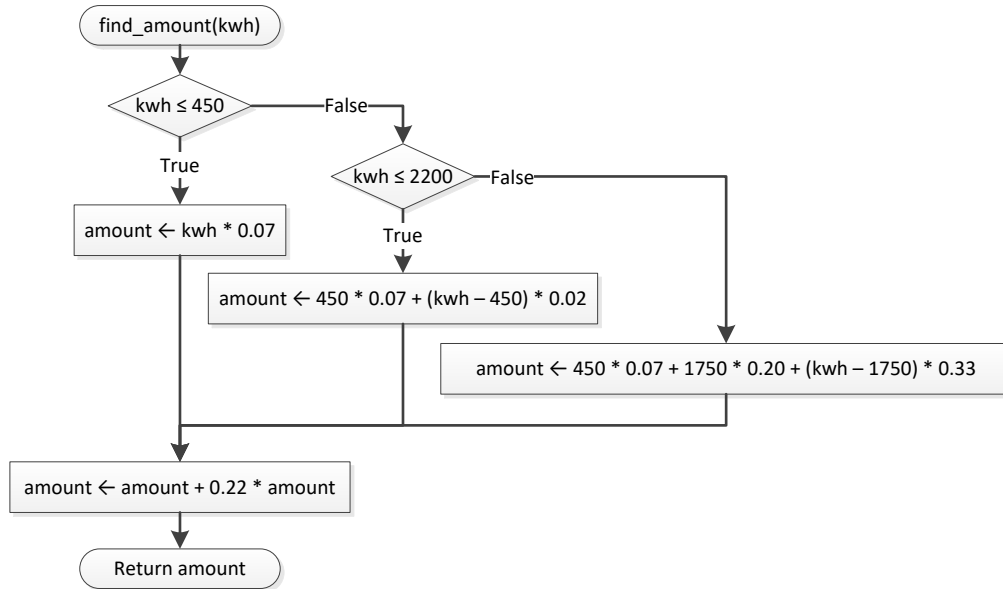 find_amount(kwh)
kwh ≤ 450
False
True
kwh ≤ 2200
False
amount ← kwh * 0.07
True
amount ← 450 * 0.07 + (kwh – 450) * 0.02
amount ← 450 * 0.07 + 1750 * 0.20 + (kwh – 1750) * 0.33
amount ← amount + 0.22 * amount
Return amount